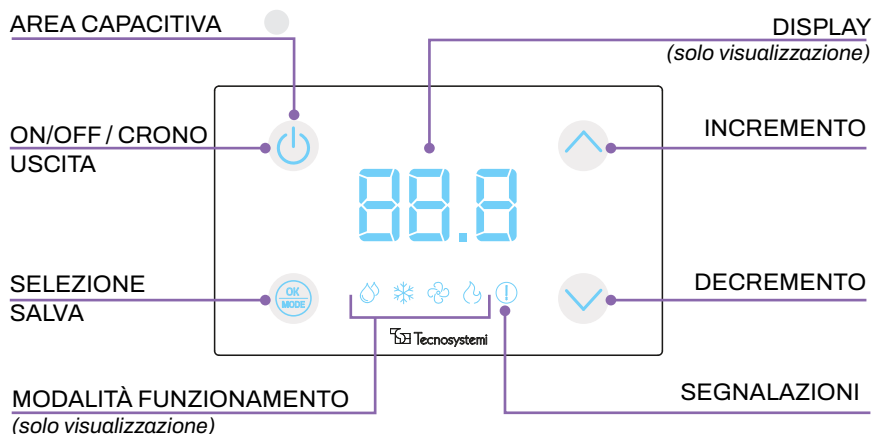 AREA CAPACITIVA
DISPLAY
(solo visualizzazione)
ON/OFF / CRONO
USCITA
INCREMENTO
88.8
SELEZIONE
SALVA
OK
MODE
DECREMENTO
Tecnosystemi
MODALITÀ FUNZIONAMENTO
(solo visualizzazione)
SEGNALAZIONI